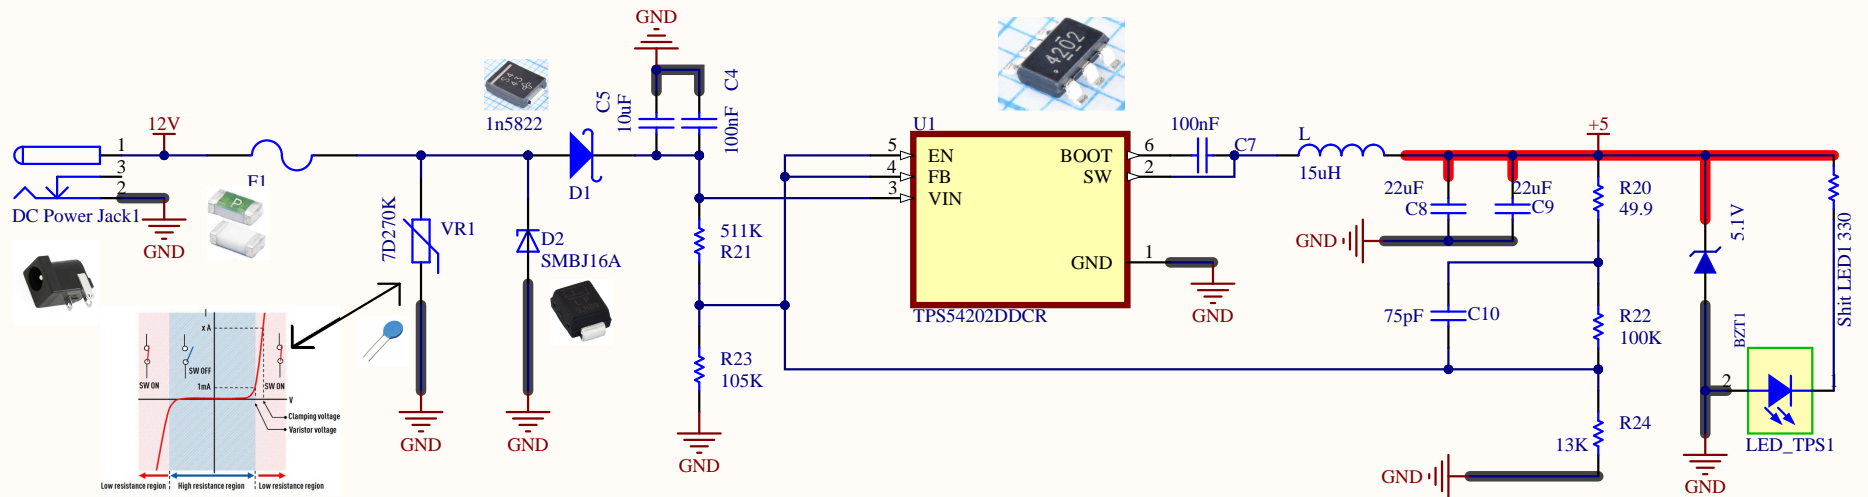 GND
4202
C4
C5
10uF
100nF
1n5822
D1
12V
1
3
2
DC Power Jack1
GND
F1
P
7D270K
VR1
D2
SMBJ16A
GND
GND
511K
R21
R23
105K
GND
U1
5
EN
4
FB
3
VIN
BOOT
6
SW
2
GND
1
TPS54202DDCR
GND
100nF
C7
L
15uH
+5
22uF
C8
22uF
C9
GND
R20
49.9
75pF
C10
R22
100K
R24
13K
GND
5.1V
BZT1
Shit LED1 330
2
1
LED_TPS1
GND
x A
SW ON
SW OFF
1mA
SW ON
V
Clamping voltage
Varistor voltage
Low resistance region
High resistance region
Low resistance region